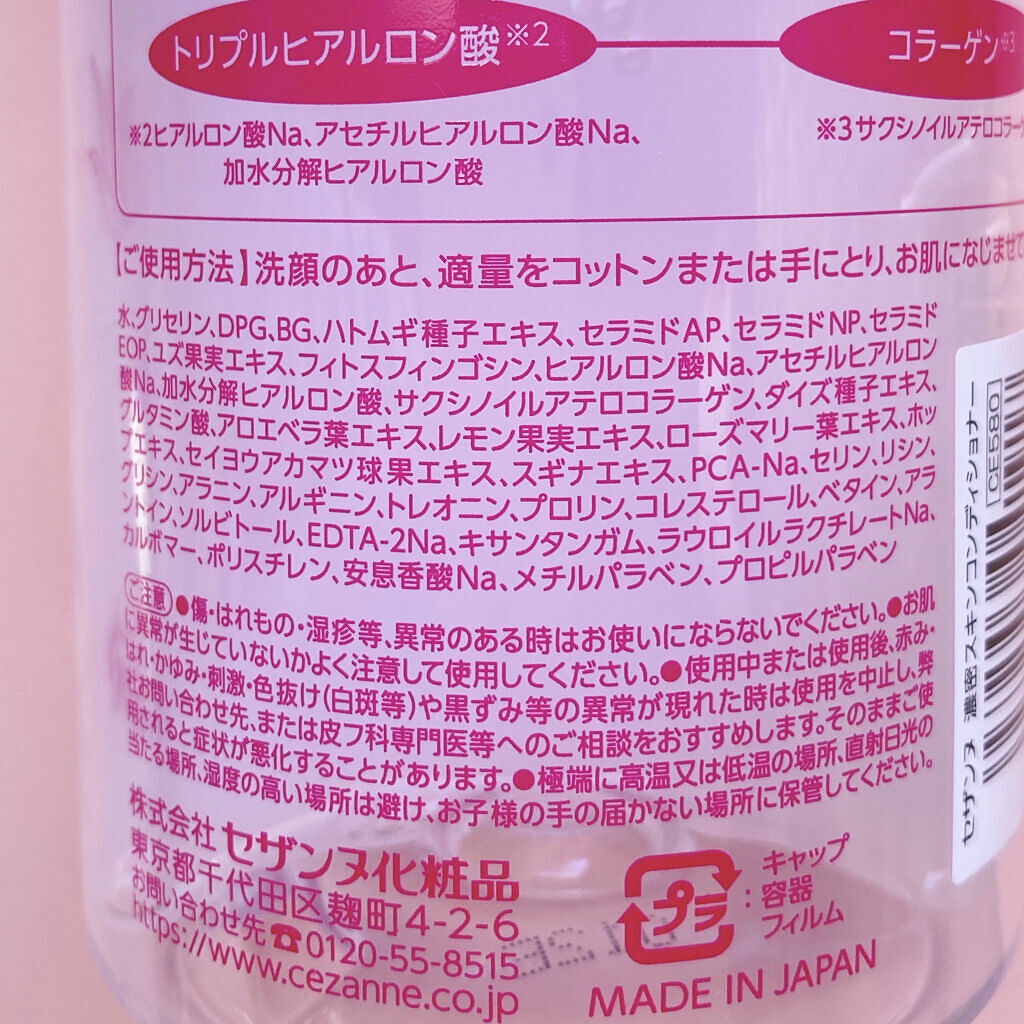 トリプルヒアルロン酸※2
コラーゲン※3
※2ヒアルロン酸Na、アセチルヒアルロン酸Na、
加水分解ヒアルロン酸
※3サクシノイルアテロコラーゲ
【ご使用方法】洗顔のあと、適量をコットンまたは手にとり、お肌になじませて
水、グリセリン、DPG、BG、ハトムギ種子エキス、セラミドAP、セラミドNP、セラミド
EOP、ユズ果実エキス、フィトスフィンゴシン、ヒアルロン酸Na、アセチルヒアルロン
酸Na、加水分解ヒアルロン酸、サクシノイルアテロコラーゲン、ダイズ種子エキス、
グルタミン酸、アロエベラ葉エキス、レモン果実エキス、ローズマリー葉エキス、ホッ
プエキス、セイヨウアカマツ球果エキス、スギナエキス、PCA-Na、セリン、リシン、
グリシン、アラニン、アルギニン、トレオニン、プロリン、コレステロール、ベタイン、アラ
ントイン、ソルビトール、EDTA-2Na、キサンタンガム、ラウロイルラクチレートNa、
カルボマー、ポリスチレン、安息香酸Na、メチルパラベン、プロピルパラベン
ご注意 ●傷・はれもの・湿疹等、異常のある時はお使いにならないでください。●お肌
に異常が生じていないかよく注意して使用してください。●使用中または使用後、赤み・
はれ・かゆみ・刺激・色抜け(白斑等)や黒ずみ等の異常が現れた時は使用を中止し、弊
社お問い合わせ先、または皮フ科専門医等へのご相談をおすすめします。そのままご使
用されると症状が悪化することがあります。●極端に高温又は低温の場所、直射日光の
当たる場所、湿度の高い場所は避け、お子様の手の届かない場所に保管してください。
株式会社 セザンヌ化粧品
東京都千代田区麹町4-2-6
お問い合わせ先☎0120-55-8515
https://www.cezanne.co.jp
プラ
:
キャップ
容器
フィルム
MADE IN JAPAN
セザンヌ 濃密スキンコンディショナー
CE580